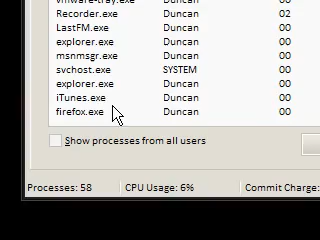 vmware-tray.exe Duncan 00
Recorder.exe Duncan 02
LastFM.exe Duncan 00
explorer.exe Duncan 00
msnmsgr.exe Duncan 00
svchost.exe SYSTEM 00
explorer.exe Duncan 00
iTunes.exe Duncan 00
firefox.exe Duncan 00
Show processes from all users
Processes: 58 CPU Usage: 6% Commit Charge: